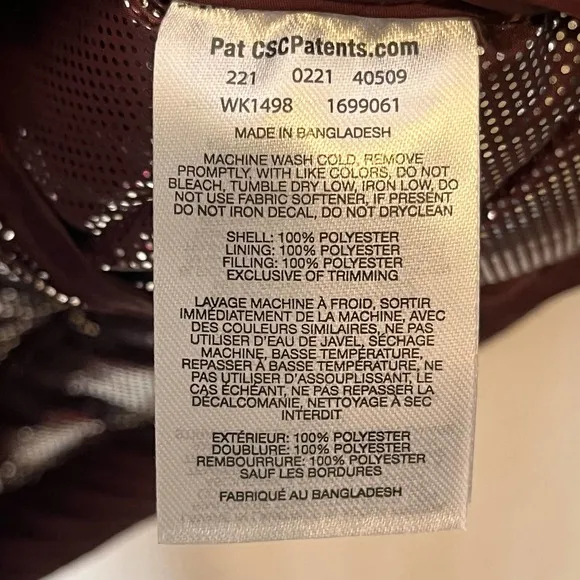 Pat CSCPatents.com
221 0221 40509
WK1498 1699061
MADE IN BANGLADESH
MACHINE WASH COLD, REMOVE
PROMPTLY, WITH LIKE COLORS, DO NOT
BLEACH, TUMBLE DRY LOW, IRON LOW, DO
NOT USE FABRIC SOFTENER, IF PRESENT
DO NOT IRON DECAL, DO NOT DRYCLEAN
SHELL: 100% POLYESTER
LINING: 100% POLYESTER
FILLING: 100% POLYESTER
EXCLUSIVE OF TRIMMING
LAVAGE MACHINE À FROID, SORTIR
IMMÉDIATEMENT DE LA MACHINE, AVEC
DES COULEURS SIMILAIRES, NE PAS
UTILISER D'EAU DE JAVEL, SÉCHAGE
MACHINE, BASSE TEMPÉRATURE,
REPASSER À BASSE TEMPÉRATURE, NE
PAS UTILISER D'ASSOUPLISSANT, LE
CAS ÉCHÉANT, NE PAS REPASSER LA
DÉCALCOMANIE, NETTOYAGE À SEC
INTERDIT
EXTÉRIEUR: 100% POLYESTER
DOUBLURE: 100% POLYESTER
REMBOURRURE: 100% POLYESTER
SAUF LES BORDURES
FABRIQUÉ AU BANGLADESH